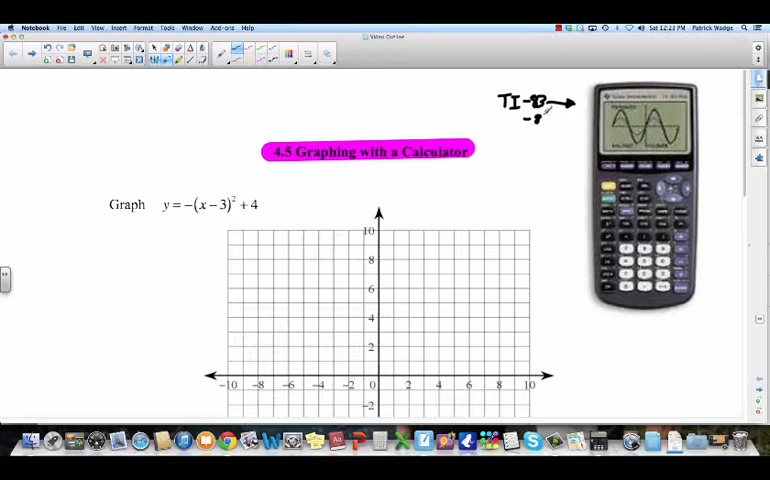 Notebook File Edit View Insert Format Tools Window Add-ons Help
Sat 12:21 PM Patrick Wadge
Video Outline
TI-83
-8
4.5 Graphing with a Calculator
Graph y = −(x − 3)² + 4
10
8
6
4
2
−10 −8 −6 −4 −2 0 2 4 6 8 10
−2